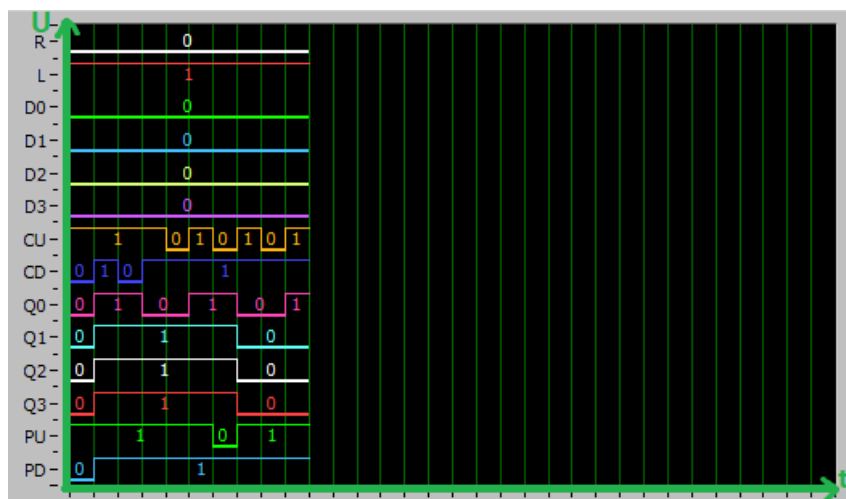 U
R 0
L 1
D0 0
D1 0
D2 0
D3 0
CU 1 0 1 0 1 0 1
CD 0 1 0 1
Q0 0 1 0 1 0 1
Q1 0 1 0
Q2 0 1 0
Q3 0 1 0
PU 1 0 1
PD 0 1
t